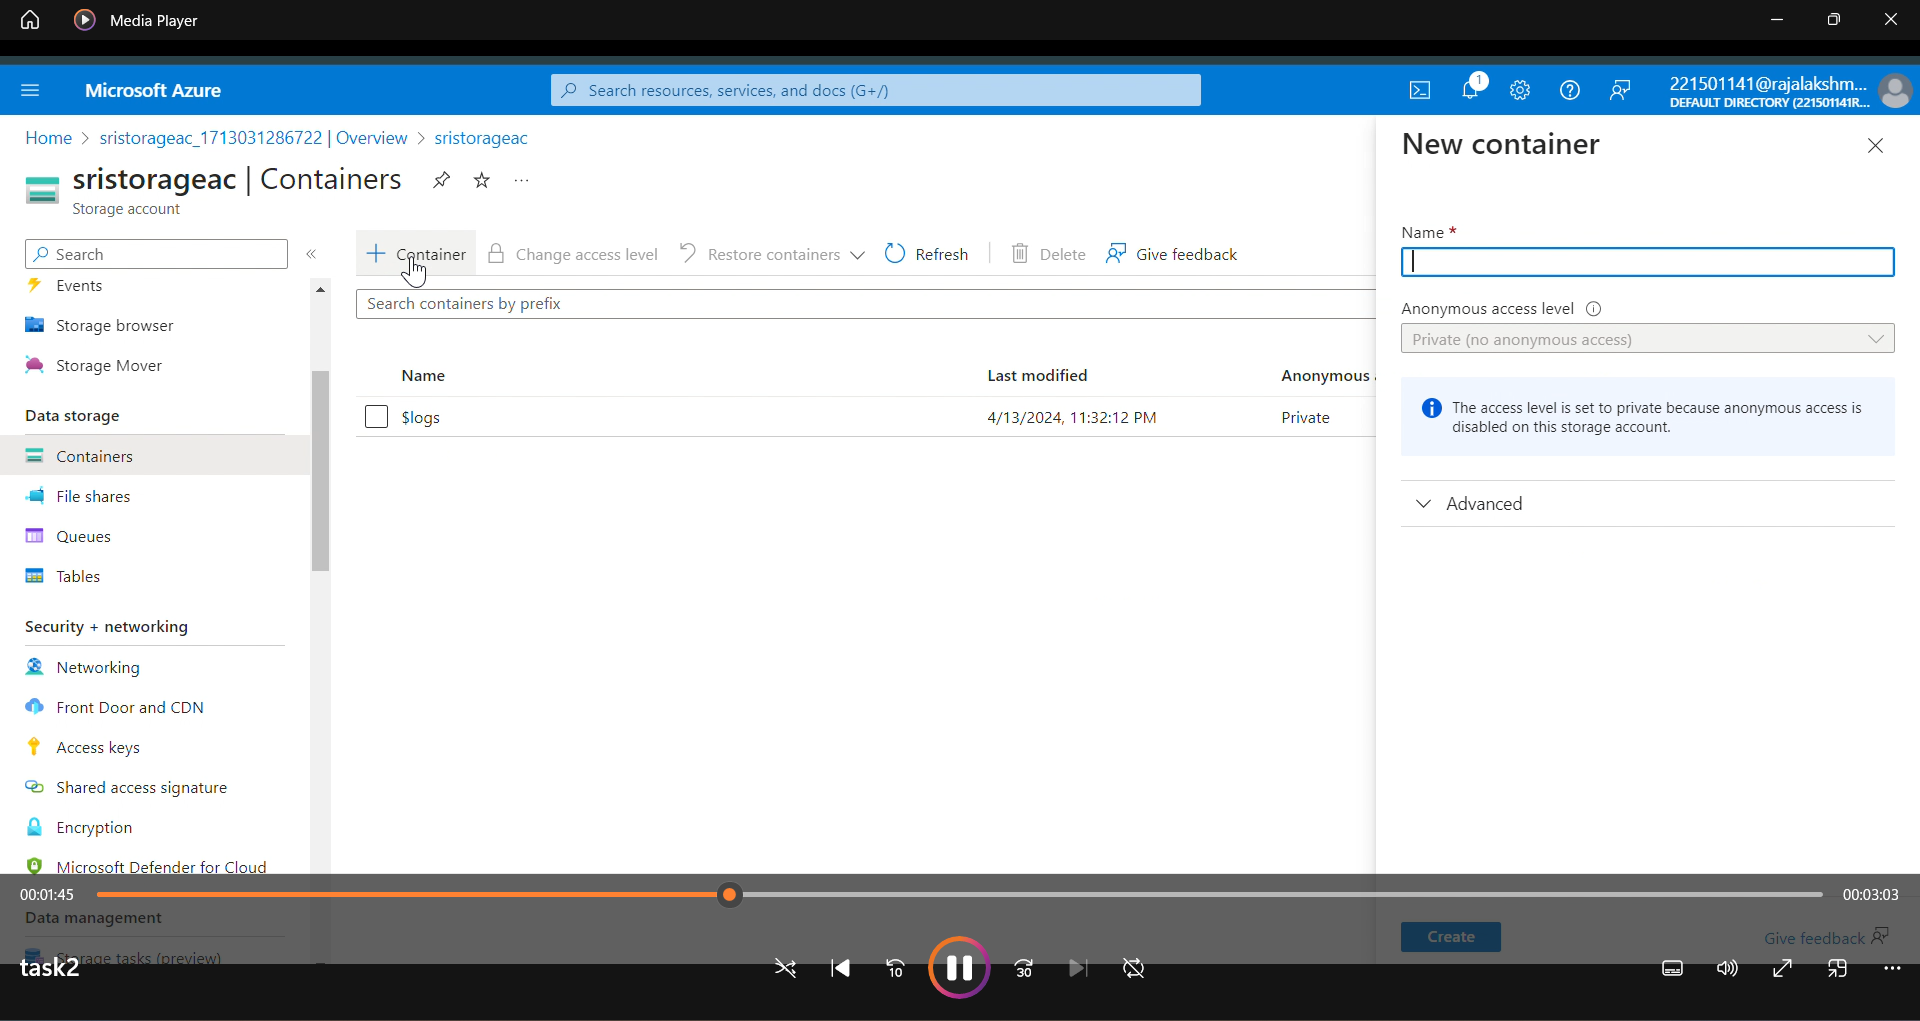 Media Player
Microsoft Azure
Search resources, services, and docs (G+/)
1
221501141@rajalakshm...
DEFAULT DIRECTORY (221501141R...
Home > sristorageac_1713031286722 | Overview > sristorageac
sristorageac | Containers
...
Storage account
Search
Events
Storage browser
Storage Mover
Data storage
Containers
File shares
Queues
Tables
Security + networking
Networking
Front Door and CDN
Access keys
Shared access signature
Encryption
Microsoft Defender for Cloud
Data management
Storage tasks (preview)
Container
Change access level
Restore containers
Refresh
Delete
Give feedback
Search containers by prefix
Name Last modified Anonymous
$logs 4/13/2024, 11:32:12 PM Private
New container
Name *
Anonymous access level
Private (no anonymous access)
The access level is set to private because anonymous access is
disabled on this storage account.
Advanced
Create
Give feedback
00:01:45
00:03:03
task2
10
30